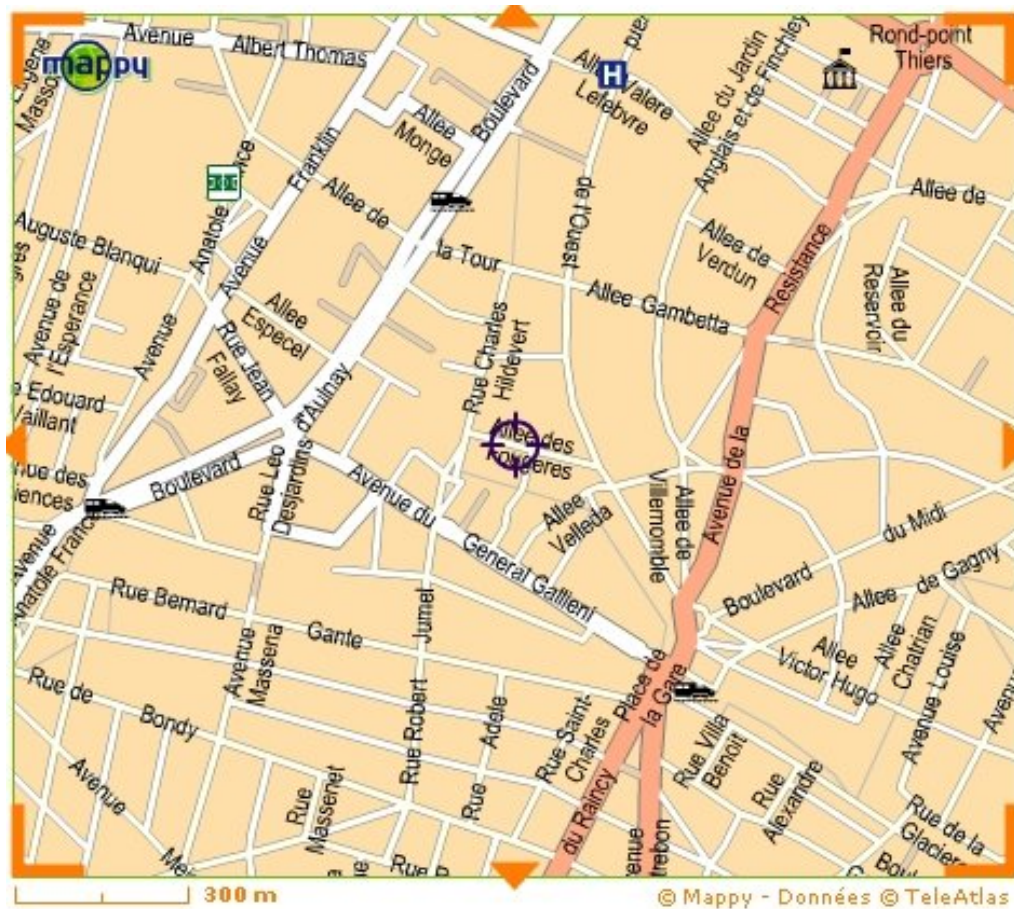 mappy
Avenue
Albert Thomas
Boulevard
Allee Valere
Lefebvre
H
Rond-point
Thiers
Allee du Jardin
Anglais et de Finchley
Allee
Monge
Franklin
Avenue
Anatole
Allee de
la Tour
de l'Ouest
Allee de
Allee de
Verdun
Auguste Blanqui
Avenue de
l'Esperance
Avenue
Allee
Especel
Rue Jean
Fallay
Rue Charles
Hildevert
Allee Gambetta
Resistance
Avenue de la
Allee du
Reservoir
Edouard
Vaillant
Boulevard
Rue Leo
Desjardins
d'Aulnay
Allee des
Fougeres
Avenue du
General Gallieni
Allee
Velleda
Allee de
Villemomble
Boulevard
du Midi
Allee
de Gagny
Avenue
Anatole France
Rue Bernard
Gante
Avenue
Massena
Rue Robert
Jumel
Allee
Victor Hugo
Allee
Chatrian
Avenue Louise
Avenue
Rue de
Bondy
Rue
Adele
Rue Saint-
Charles
Place de
la Gare
Rue Villa
Benoit
Rue
Alexandre
Avenue
Rue
Massenet
Rue
du Raincy
Rue de la
300 m
© Mappy - Données © TeleAtlas